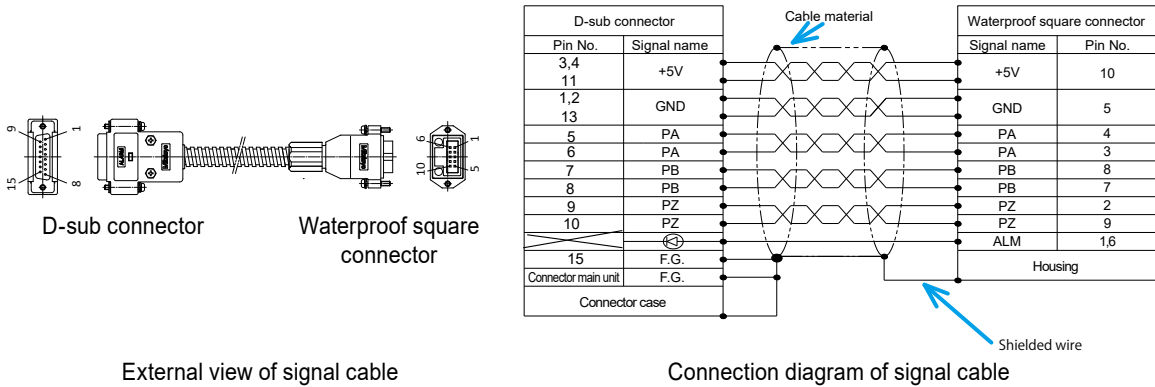 9
1
15
8
6
1
10
5
D-sub connector
Waterproof square
connector
External view of signal cable
D-sub connector
Cable material
Waterproof square connector
Pin No. Signal name Signal name Pin No.
3,4
11 +5V +5V 10
1,2
13 GND GND 5
5 PA PA 4
6 PA PA 3
7 PB PB 8
8 PB PB 7
9 PZ PZ 2
10 PZ PZ 9
ALM 1,6
15 F.G. Housing
Connector main unit F.G.
Connector case
Shielded wire
Connection diagram of signal cable